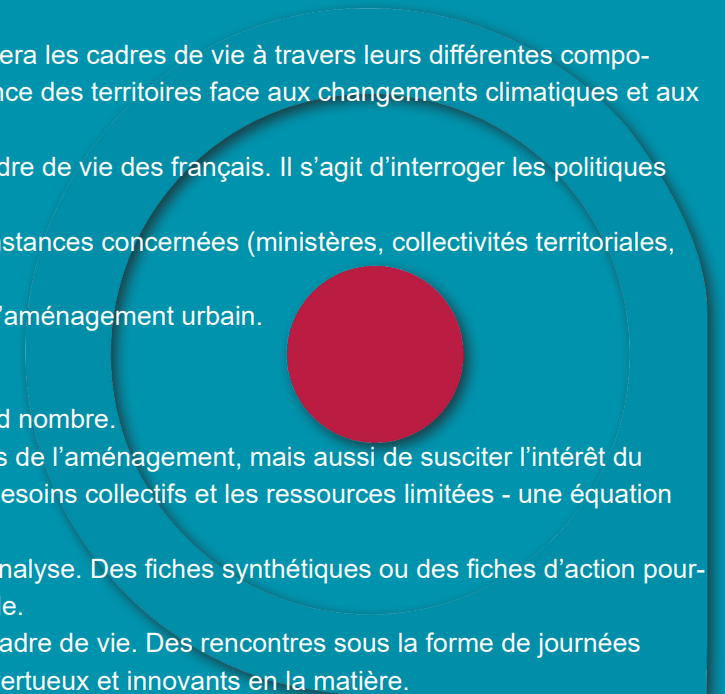 era les cadres de vie à travers leurs différentes compo-
nce des territoires face aux changements climatiques et aux
dre de vie des français. Il s’agit d’interroger les politiques
nstances concernées (ministères, collectivités territoriales,
l’aménagement urbain.
d nombre.
s de l’aménagement, mais aussi de susciter l’intérêt du
esoins collectifs et les ressources limitées - une équation
nalyse. Des fiches synthétiques ou des fiches d’action pour-
le.
cadre de vie. Des rencontres sous la forme de journées
vertueux et innovants en la matière.